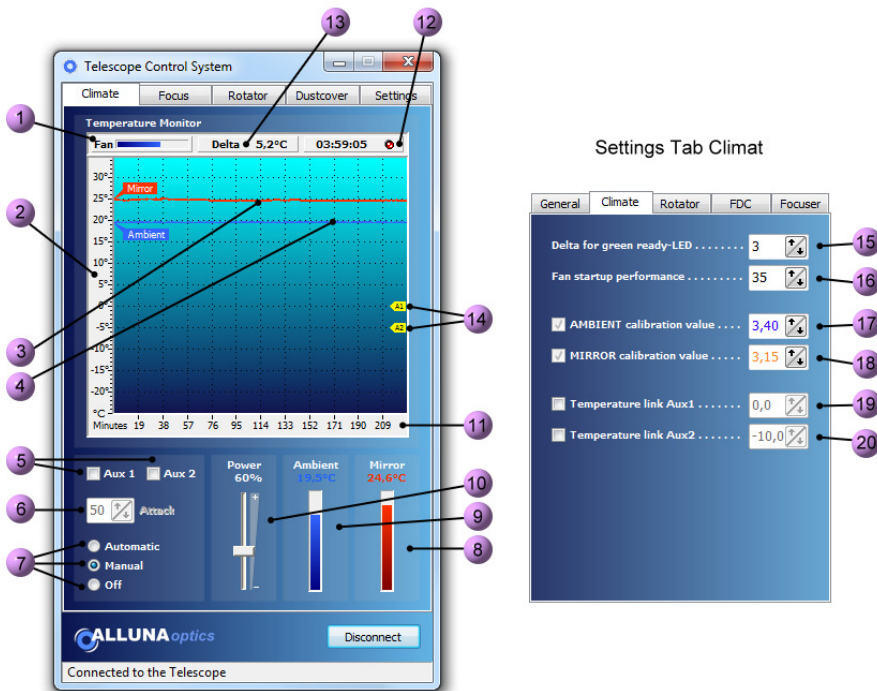 13
12
Telescope Control System
Climate Focus Rotator Dustcover Settings
Temperature Monitor
1
Fan Delta 5,2°C 03:59:05
30°
25°
20°
15°
10°
5°
0°
-5°
-10°
-15°
-20°
°C
Mirror
Ambient
A1
A2
2
3
4
14
Minutes 19 38 57 76 95 114 133 152 171 190 209
11
5
Aux 1 Aux 2
6
50 Attack
7
Automatic
Manual
Off
Power
60%
Ambient
19,5°C
Mirror
24,6°C
+
-
10
9
8
ALLUNA optics
Disconnect
Connected to the Telescope
Settings Tab Climat
General Climate Rotator FDC Focuser
Delta for green ready-LED ........ 3
15
Fan startup performance ......... 35
16
AMBIENT calibration value .... 3,40
17
MIRROR calibration value ..... 3,15
18
Temperature link Aux1 ....... 0,0
19
Temperature link Aux2 ....... -10,0
20